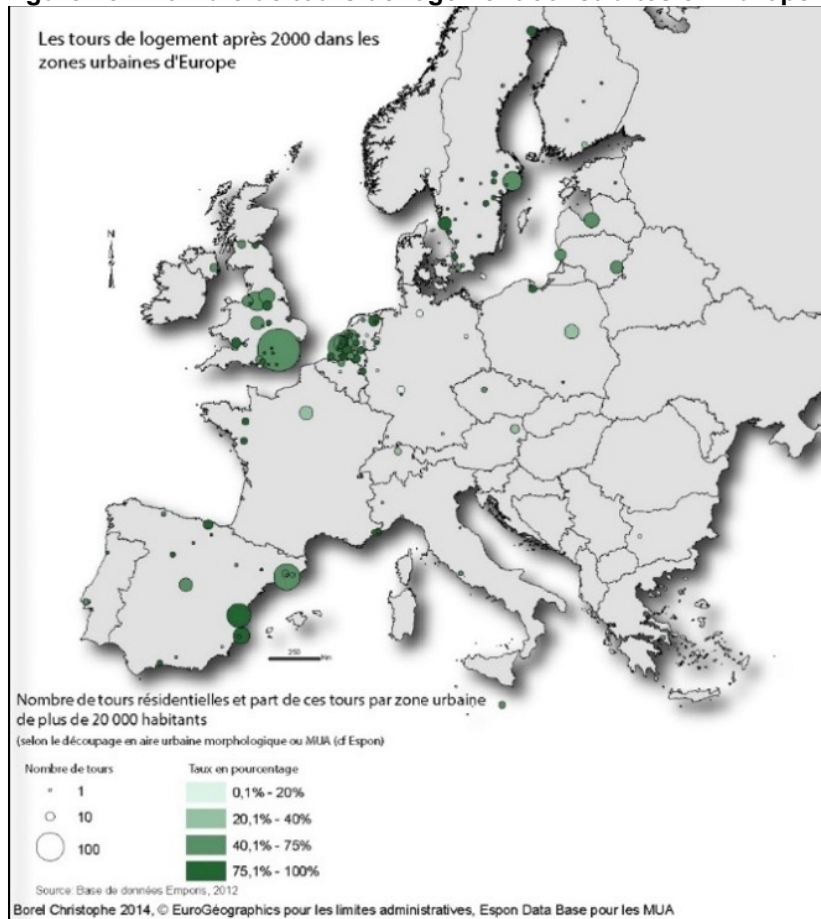 Les tours de logement après 2000 dans les
zones urbaines d'Europe
N
250
Nombre de tours résidentielles et part de ces tours par zone urbaine
de plus de 20 000 habitants
(selon le découpage en aire urbaine morphologique ou MUA (cf Espon)
Nombre de tours
Taux en pourcentage
1
0,1% - 20%
10
20,1% - 40%
100
40,1% - 75%
75,1% - 100%
Source: Base de données Emporis, 2012
Borel Christophe 2014, © EuroGéographics pour les limites administratives, Espon Data Base pour les MUA